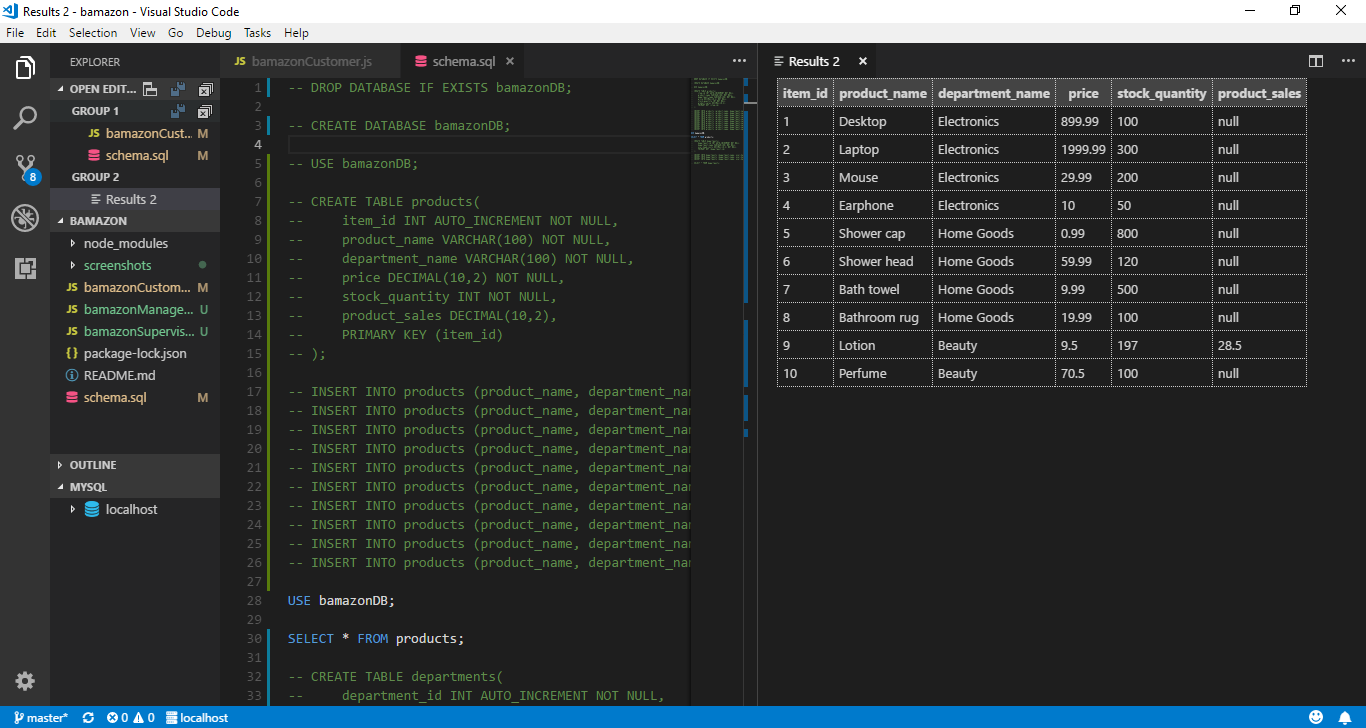 Results 2 - bamazon - Visual Studio Code
File Edit Selection View Go Debug Tasks Help
EXPLORER
OPEN EDIT...
GROUP 1
JS bamazonCust... M
schema.sql M
GROUP 2
Results 2
BAMAZON
node_modules
screenshots
JS bamazonCustom... M
JS bamazonManage... U
JS bamazonSupervis... U
{} package-lock.json
README.md
schema.sql M
OUTLINE
MYSQL
localhost
8
JS bamazonCustomer.js schema.sql × ...
1 -- DROP DATABASE IF EXISTS bamazonDB;
2
3 -- CREATE DATABASE bamazonDB;
4
5 -- USE bamazonDB;
6
7 -- CREATE TABLE products(
8 --     item_id INT AUTO_INCREMENT NOT NULL,
9 --     product_name VARCHAR(100) NOT NULL,
10 --     department_name VARCHAR(100) NOT NULL,
11 --     price DECIMAL(10,2) NOT NULL,
12 --     stock_quantity INT NOT NULL,
13 --     product_sales DECIMAL(10,2),
14 --     PRIMARY KEY (item_id)
15 -- );
16
17 -- INSERT INTO products (product_name, department_nam
18 -- INSERT INTO products (product_name, department_nam
19 -- INSERT INTO products (product_name, department_nam
20 -- INSERT INTO products (product_name, department_nam
21 -- INSERT INTO products (product_name, department_nam
22 -- INSERT INTO products (product_name, department_nam
23 -- INSERT INTO products (product_name, department_nam
24 -- INSERT INTO products (product_name, department_nam
25 -- INSERT INTO products (product_name, department_nam
26 -- INSERT INTO products (product_name, department_nam
27
28 USE bamazonDB;
29
30 SELECT * FROM products;
31
32 -- CREATE TABLE departments(
33 --     department_id INT AUTO_INCREMENT NOT NULL,
Results 2 × ...
item_id product_name department_name price stock_quantity product_sales
1 Desktop Electronics 899.99 100 null
2 Laptop Electronics 1999.99 300 null
3 Mouse Electronics 29.99 200 null
4 Earphone Electronics 10 50 null
5 Shower cap Home Goods 0.99 800 null
6 Shower head Home Goods 59.99 120 null
7 Bath towel Home Goods 9.99 500 null
8 Bathroom rug Home Goods 19.99 100 null
9 Lotion Beauty 9.5 197 28.5
10 Perfume Beauty 70.5 100 null
master* 0 0 localhost